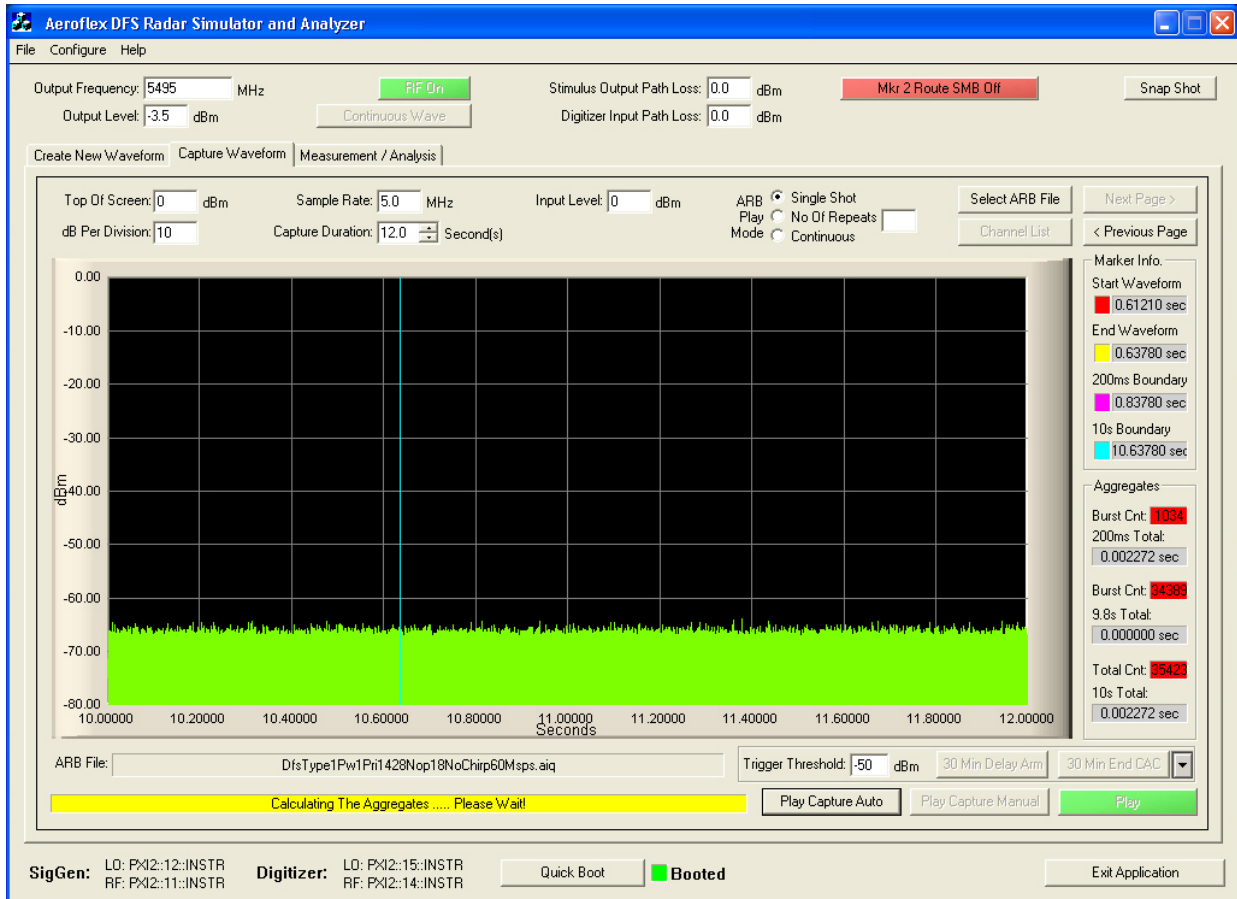 Aeroflex DFS Radar Simulator and Analyzer
File Configure Help
Output Frequency: 5495 MHz RF On Stimulus Output Path Loss: 0.0 dBm Mkr 2 Route SMB Off Snap Shot
Output Level: -3.5 dBm Continuous Wave Digitizer Input Path Loss: 0.0 dBm
Create New Waveform Capture Waveform Measurement / Analysis
Top Of Screen: 0 dBm Sample Rate: 5.0 MHz Input Level: 0 dBm ARB Play Mode Single Shot Select ARB File Next Page >
No Of Repeats
dB Per Division: 10 Capture Duration: 12.0 Second(s) Continuous Channel List < Previous Page
Marker Info.
Start Waveform
0.61210 sec
End Waveform
0.63780 sec
200ms Boundary
0.83780 sec
10s Boundary
10.63780 sec
Aggregates
Burst Cnt: 1034
200ms Total:
0.002272 sec
Burst Cnt: 34389
9.8s Total:
0.000000 sec
Total Cnt: 35423
10s Total:
0.002272 sec
0.00
-10.00
-20.00
-30.00
-40.00
-50.00
-60.00
-70.00
-80.00
dBm
10.00000 10.20000 10.40000 10.60000 10.80000 11.00000 11.20000 11.40000 11.60000 11.80000 12.00000
Seconds
ARB File: DfsType1Pw1Pri1428Nop18NoChirp60Msps.aiq Trigger Threshold: -50 dBm 30 Min Delay Arm 30 Min End CAC
Calculating The Aggregates ..... Please Wait! Play Capture Auto Play Capture Manual Play
SigGen: LO: PXI2::12::INSTR Digitizer: LO: PXI2::15::INSTR Quick Boot Booted Exit Application
RF: PXI2::11::INSTR RF: PXI2::14::INSTR